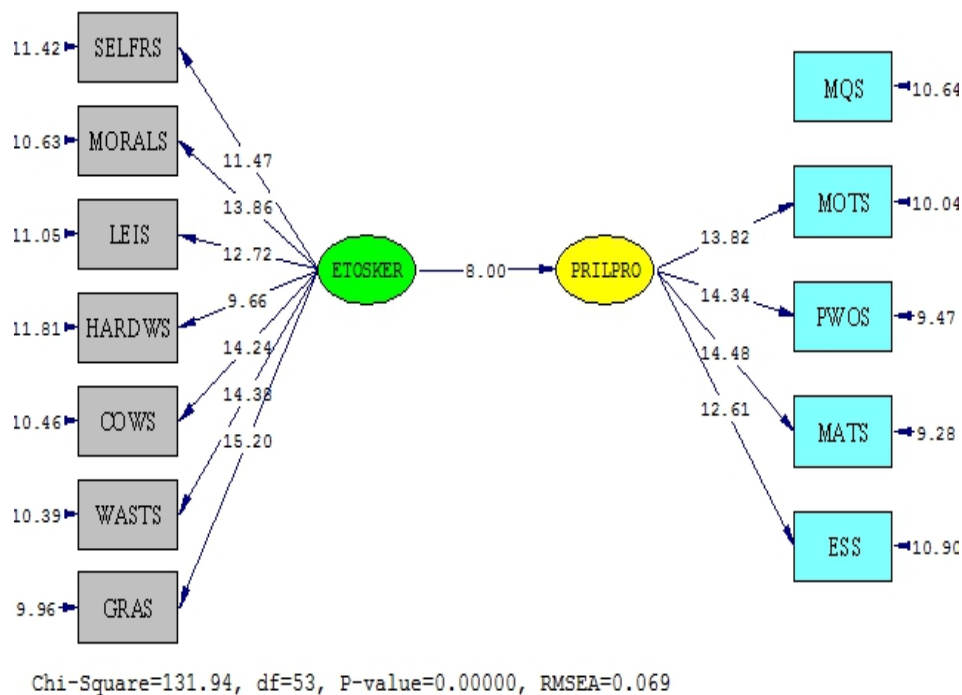 11.42 SELFRS
10.63 MORALS
11.05 LEIS
11.81 HARDWS
10.46 COWS
10.39 WASTS
9.96 GRAS
11.47
13.86
12.72
9.66
14.24
14.38
15.20
ETOSKER
8.00
PRILPRO
13.82
14.34
14.48
12.61
MQS 10.64
MOTS 10.04
PWOS 9.47
MATS 9.28
ESS 10.90
Chi-Square=131.94, df=53, P-value=0.00000, RMSEA=0.069